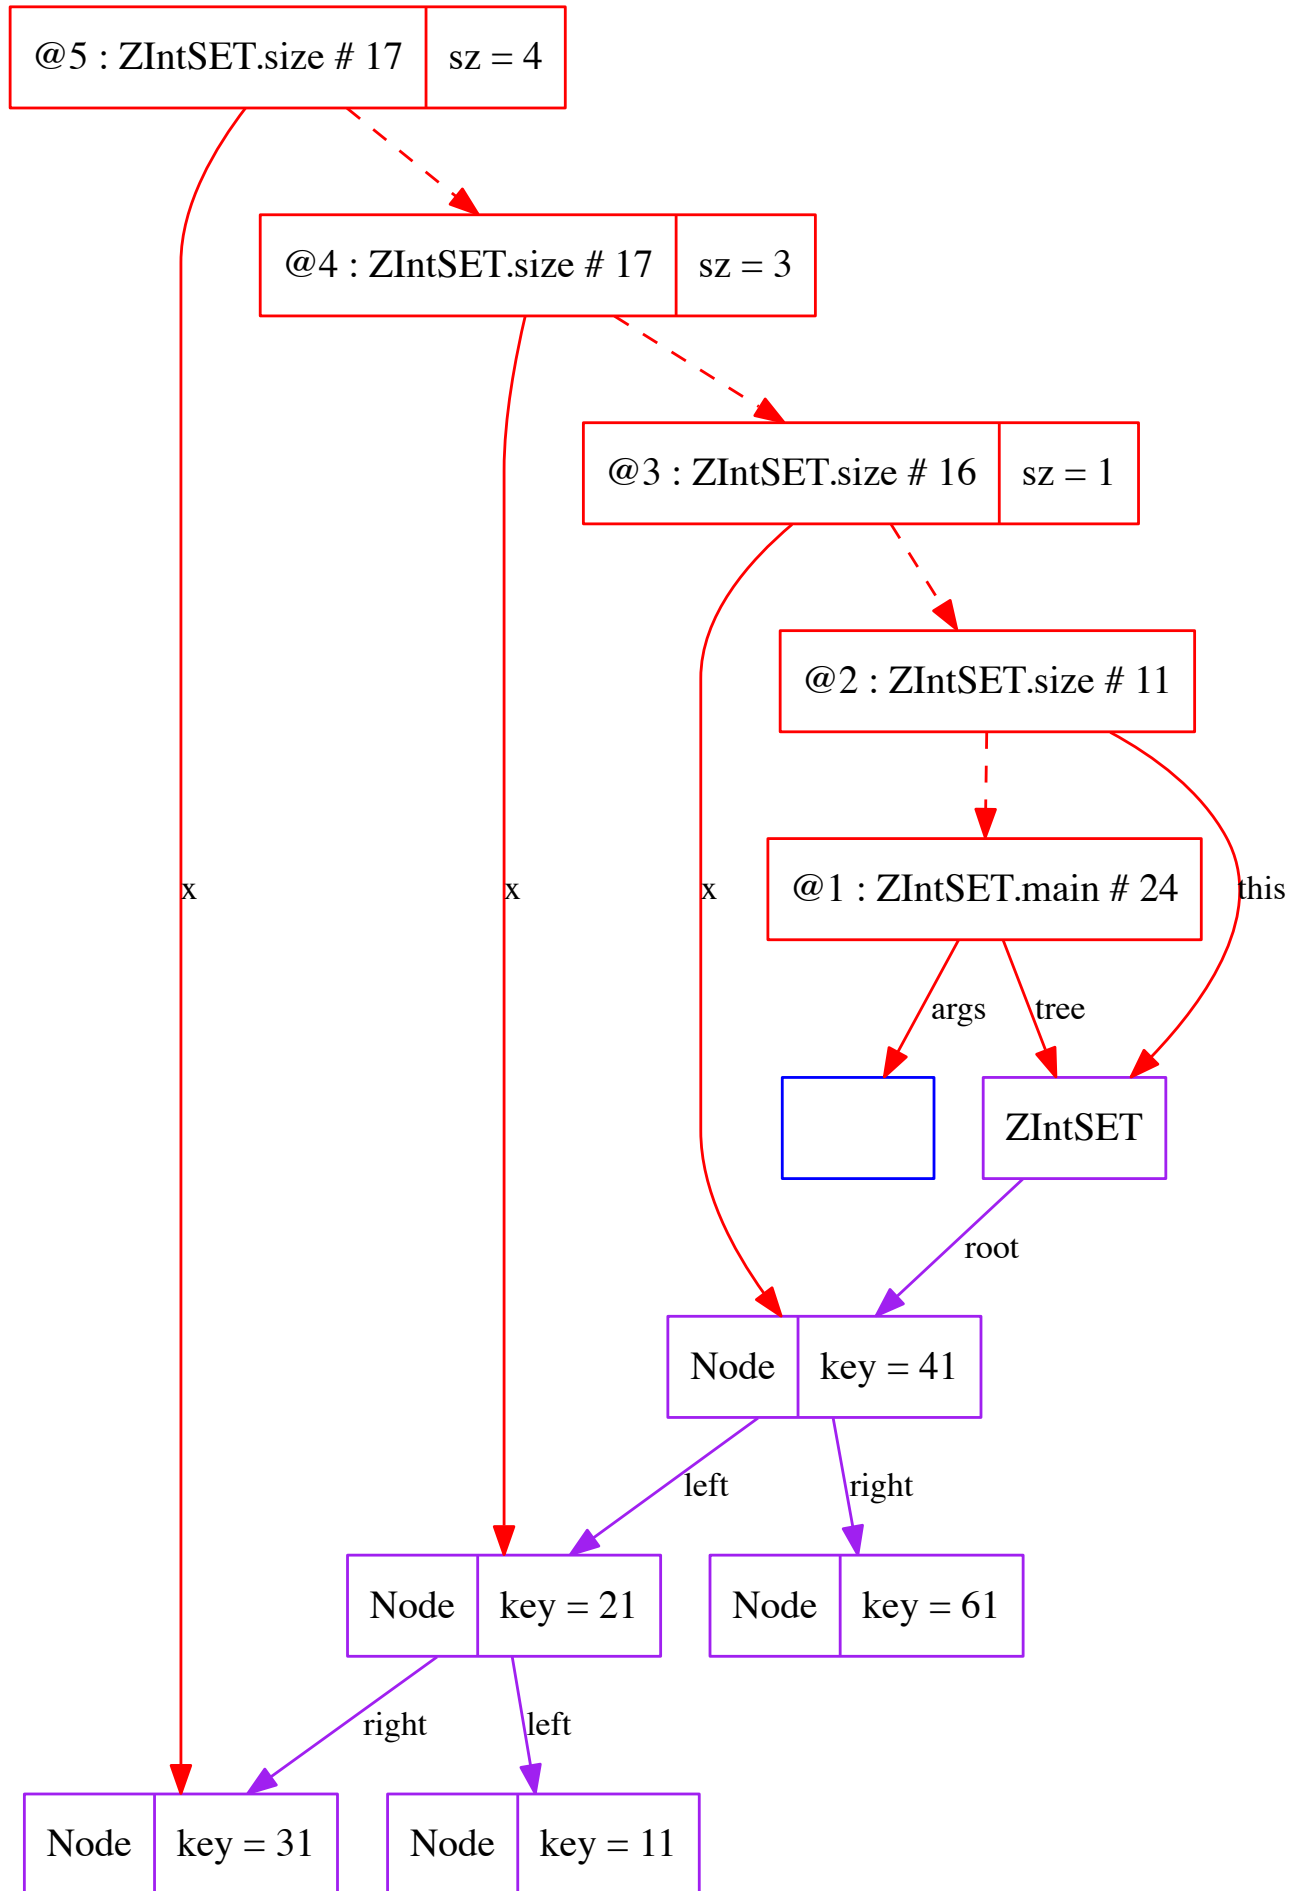 @5 : ZIntSET.size # 17 sz = 4
@4 : ZIntSET.size # 17 sz = 3
@3 : ZIntSET.size # 16 sz = 1
@2 : ZIntSET.size # 11
x x x @1 : ZIntSET.main # 24 this
args tree
ZIntSET
root
Node key = 41
left right
Node key = 21 Node key = 61
right left
Node key = 31 Node key = 11